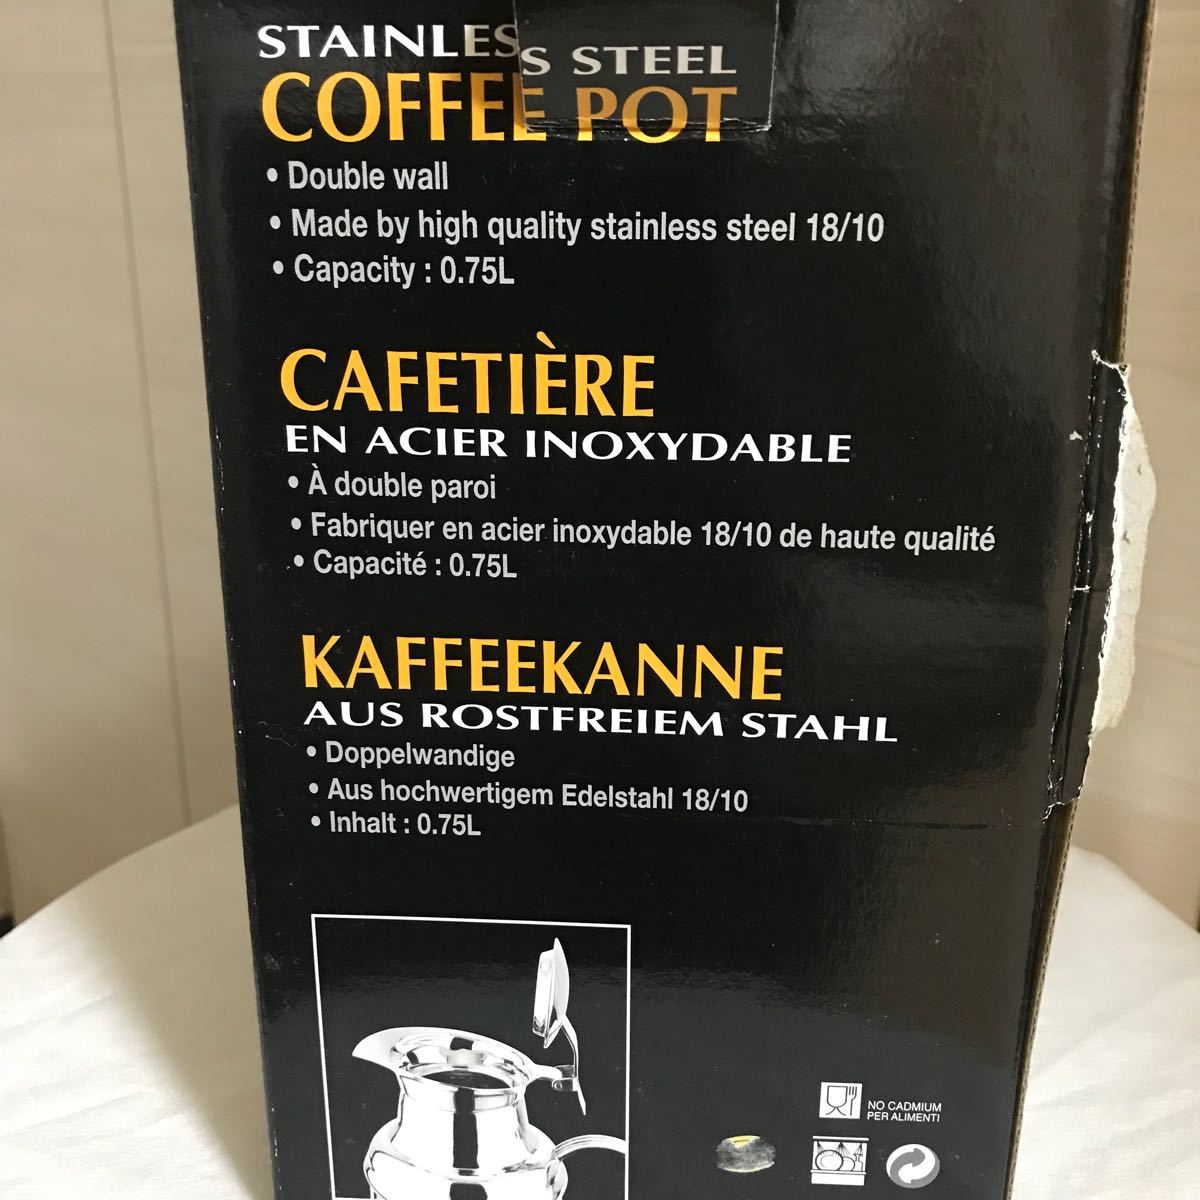 STAINLESS STEEL
COFFEE POT
• Double wall
• Made by high quality stainless steel 18/10
• Capacity : 0.75L
CAFETIÈRE
EN ACIER INOXYDABLE
• À double paroi
• Fabriquer en acier inoxydable 18/10 de haute qualité
• Capacité : 0.75L
KAFFEEKANNE
AUS ROSTFREIEM STAHL
• Doppelwandige
• Aus hochwertigem Edelstahl 18/10
• Inhalt : 0.75L
NO CADMIUM
PER ALIMENTI